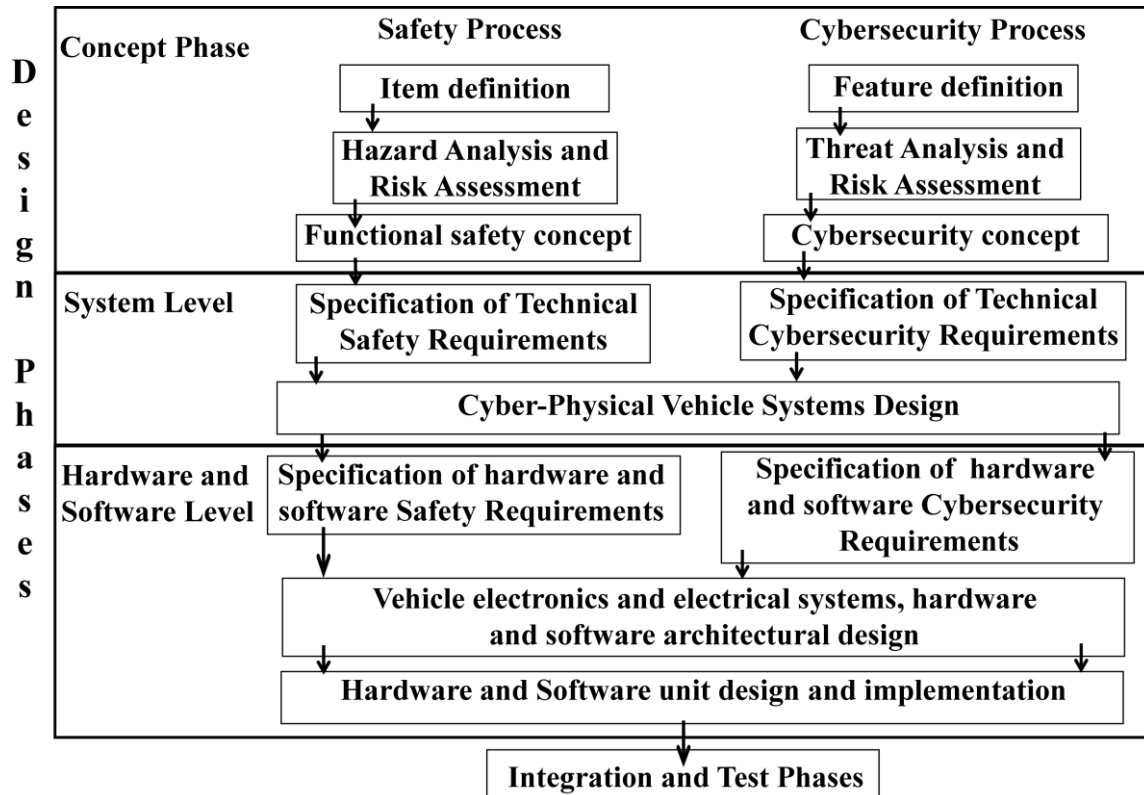 Design Phases
Concept Phase
Safety Process
Cybersecurity Process
Item definition
Feature definition
Hazard Analysis and
Risk Assessment
Threat Analysis and
Risk Assessment
Functional safety concept
Cybersecurity concept
System Level
Specification of Technical
Safety Requirements
Specification of Technical
Cybersecurity Requirements
Cyber-Physical Vehicle Systems Design
Hardware and
Software Level
Specification of hardware and
software Safety Requirements
Specification of hardware
and software Cybersecurity
Requirements
Vehicle electronics and electrical systems, hardware
and software architectural design
Hardware and Software unit design and implementation
Integration and Test Phases